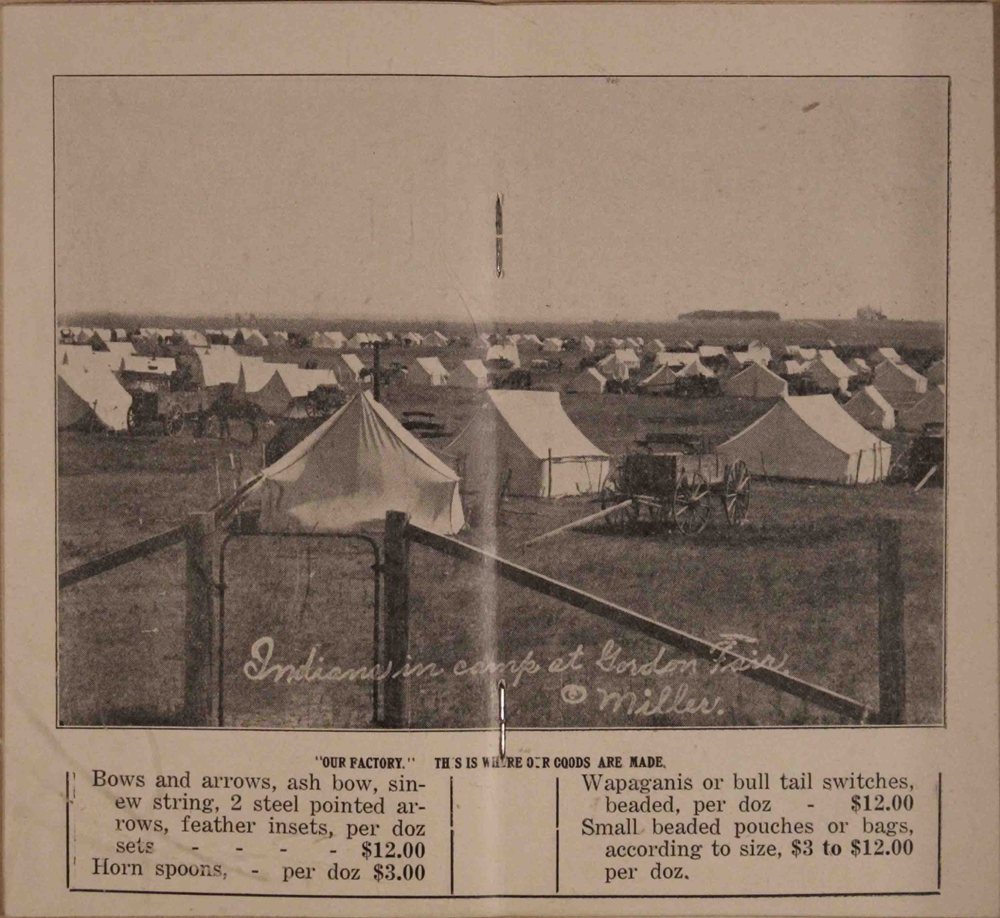 Indians in camp at Gordon Fair
© Miller.
"OUR FACTORY." THIS IS WHERE OUR GOODS ARE MADE.
Bows and arrows, ash bow, sin-
ew string, 2 steel pointed ar-
rows, feather insets, per doz
sets - - - - $12.00
Horn spoons, - per doz $3.00
Wapaganis or bull tail switches,
beaded, per doz - $12.00
Small beaded pouches or bags,
according to size, $3 to $12.00
per doz.